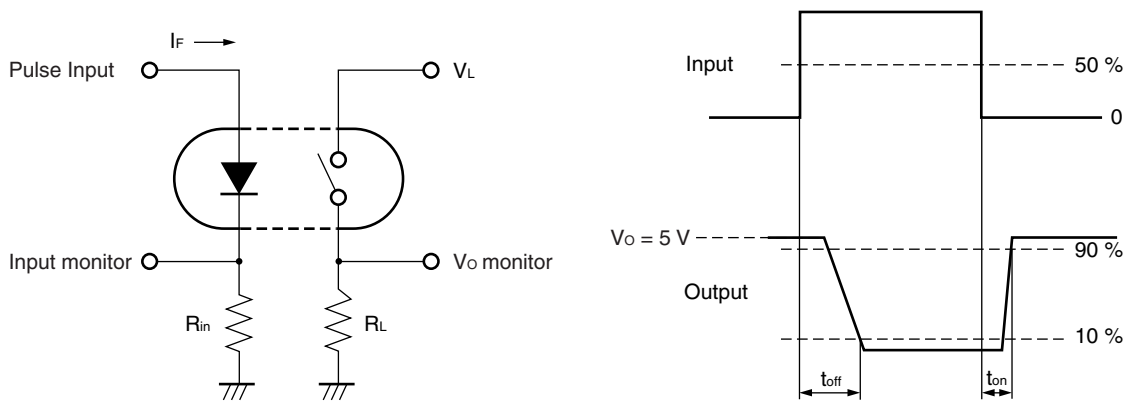 IF
Pulse Input
VL
Input monitor
VO monitor
Rin
RL
Input
50 %
0
VO = 5 V
90 %
Output
10 %
toff
ton